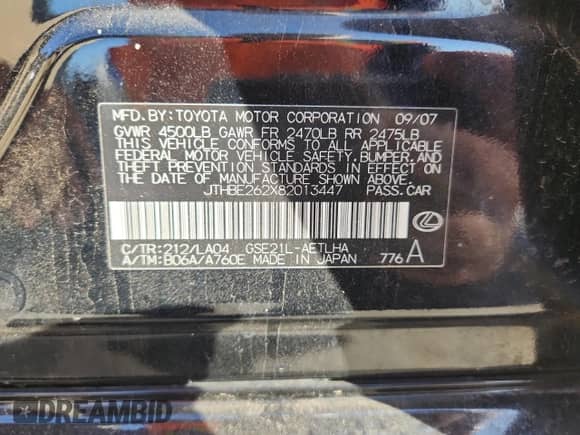 MFD. BY: TOYOTA MOTOR CORPORATION 09/07
GVWR 4500LB GAWR FR 2470LB RR 2475LB
THIS VEHICLE CONFORMS TO ALL APPLICABLE
FEDERAL MOTOR VEHICLE SAFETY, BUMPER, AND
THEFT PREVENTION STANDARDS IN EFFECT ON
THE DATE OF MANUFACTURE SHOWN ABOVE.
JTHBE262X82013447 PASS. CAR
C/TR: 212/LA04 GSE21L-AETLHA
A/TM: B06A/A760E MADE IN JAPAN 776 A
DREAMBID